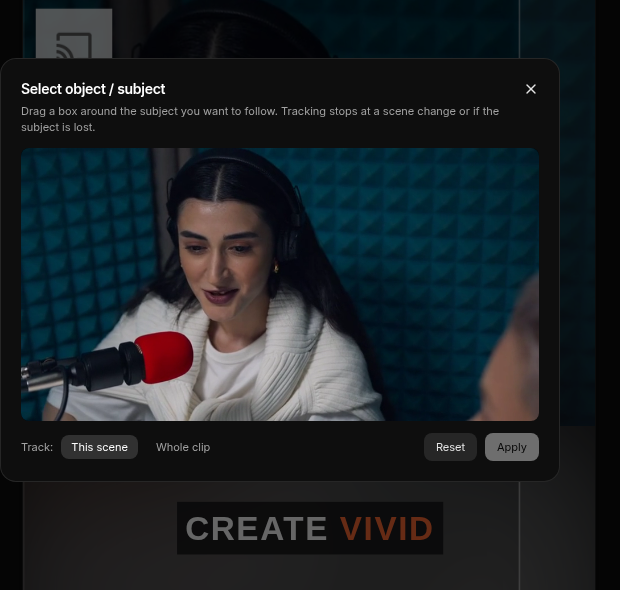 Select object / subject
Drag a box around the subject you want to follow. Tracking stops at a scene change or if the
subject is lost.
Track: This scene Whole clip Reset Apply
CREATE VIVID